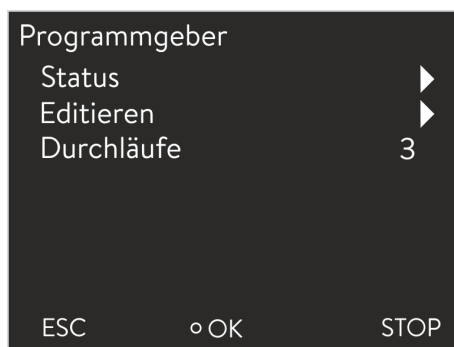 Programmgeber
Status
Editieren
Durchläufe 3
ESC OK STOP